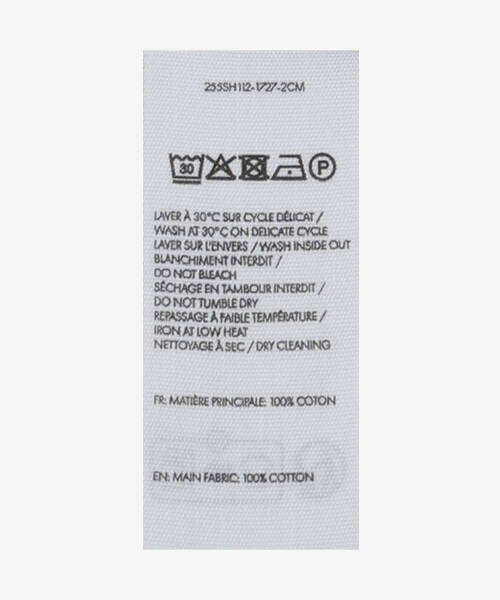 255SH112-1727-2CM
30 P
LAVER À 30°C SUR CYCLE DÉLICAT /
WASH AT 30°C ON DELICATE CYCLE
LAVER SUR L'ENVERS / WASH INSIDE OUT
BLANCHIMENT INTERDIT /
DO NOT BLEACH
SÉCHAGE EN TAMBOUR INTERDIT /
DO NOT TUMBLE DRY
REPASSAGE À FAIBLE TEMPÉRATURE /
IRON AT LOW HEAT
NETTOYAGE À SEC / DRY CLEANING
FR: MATIÈRE PRINCIPALE: 100% COTON
EN: MAIN FABRIC: 100% COTTON